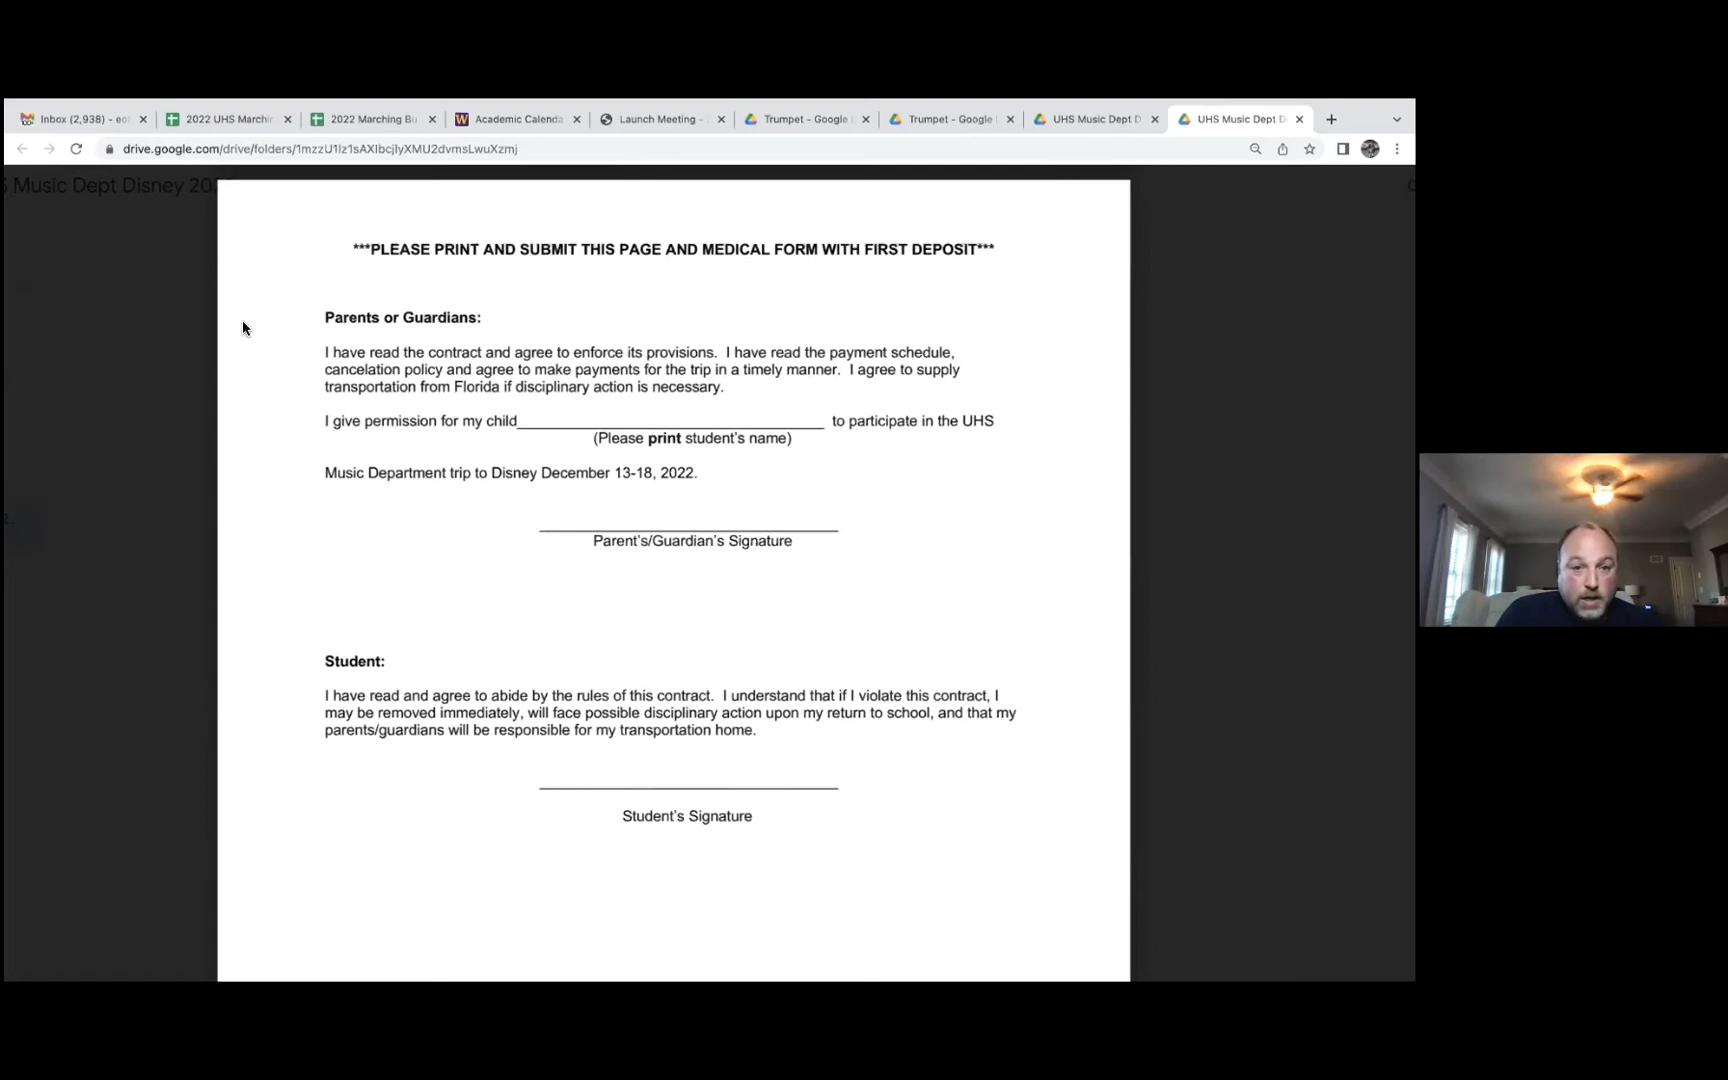 Inbox (2,938) - eo
2022 UHS Marchi
2022 Marching Bu
Academic Calenda
Launch Meeting -
Trumpet - Google
Trumpet - Google
UHS Music Dept D
UHS Music Dept D
drive.google.com/drive/folders/
S Music Dept Disney 20
***PLEASE PRINT AND SUBMIT THIS PAGE AND MEDICAL FORM WITH FIRST DEPOSIT***
Parents or Guardians:
I have read the contract and agree to enforce its provisions. I have read the payment schedule,
cancelation policy and agree to make payments for the trip in a timely manner. I agree to supply
transportation from Florida if disciplinary action is necessary.
I give permission for my child____________________ to participate in the UHS
(Please print student's name)
Music Department trip to Disney December 13-18, 2022.
Parent's/Guardian's Signature
Student:
I have read and agree to abide by the rules of this contract. I understand that if I violate this contract, I
may be removed immediately, will face possible disciplinary action upon my return to school, and that my
parents/guardians will be responsible for my transportation home.
Student's Signature